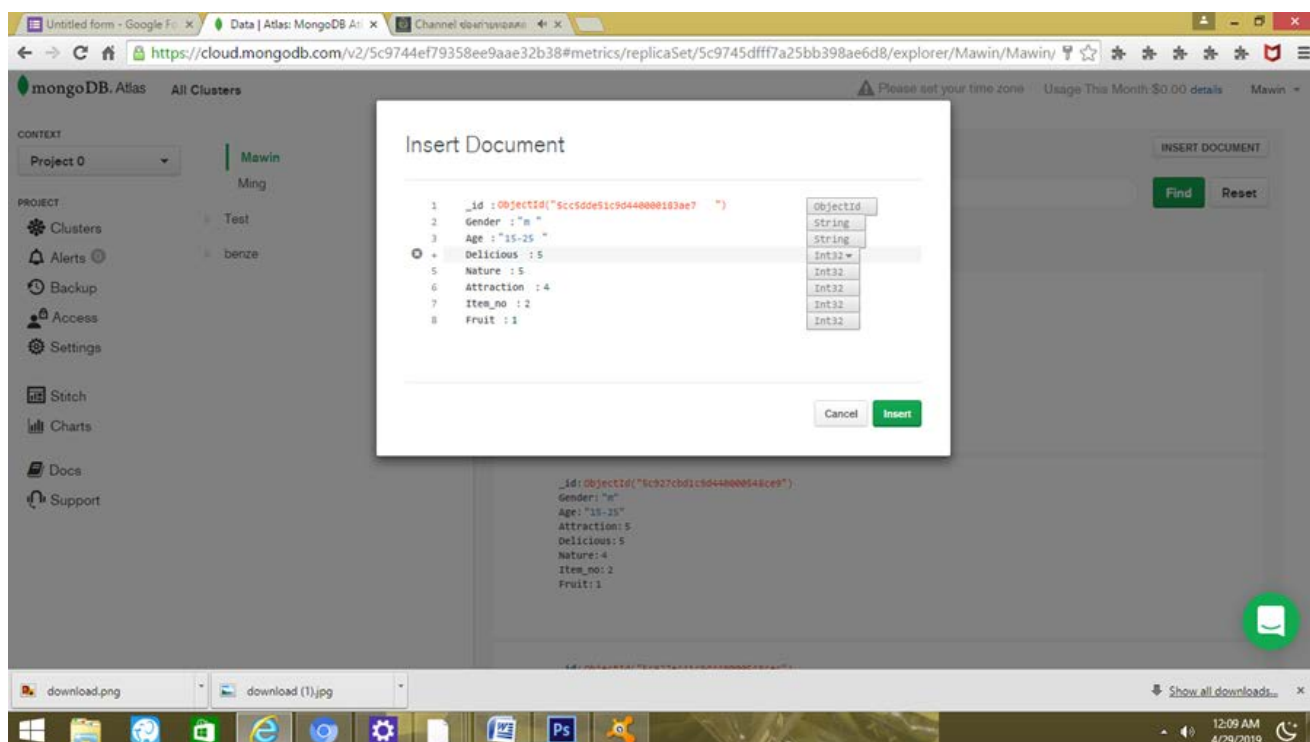 Untitled form - Google Fo
Data | Atlas: MongoDB Atl
Channel
https://cloud.mongodb.com/v2/5c9744ef79358ee9aae32b38#metrics/replicaSet/5c9745dfff7a25bb398ae6d8/explorer/Mawin/Mawin/
mongoDB. Atlas All Clusters
Please set your time zone Usage This Month $0.00 details Mawin
CONTEXT
Project 0
Mawin
Ming
PROJECT
Clusters
Test
Alerts 0
benze
Backup
Access
Settings
Stitch
Charts
Docs
Support
INSERT DOCUMENT
Find Reset
Insert Document
1 _id : ObjectId("5cc5dde51c9d440000183ae7 ") ObjectId
2 Gender : "m " String
3 Age : "15-25 " String
+ Delicious : 5 Int32
5 Nature : 5 Int32
6 Attraction : 4 Int32
7 Item_no : 2 Int32
8 Fruit : 1 Int32
Cancel Insert
_id: ObjectId("5c927cbd1c9d440000548ce9")
Gender: "m"
Age: "15-25"
Attraction: 5
Delicious: 5
Nature: 4
Item_no: 2
Fruit: 1
download.png download (1).jpg Show all downloads...
Ps
12:09 AM
4/29/2019